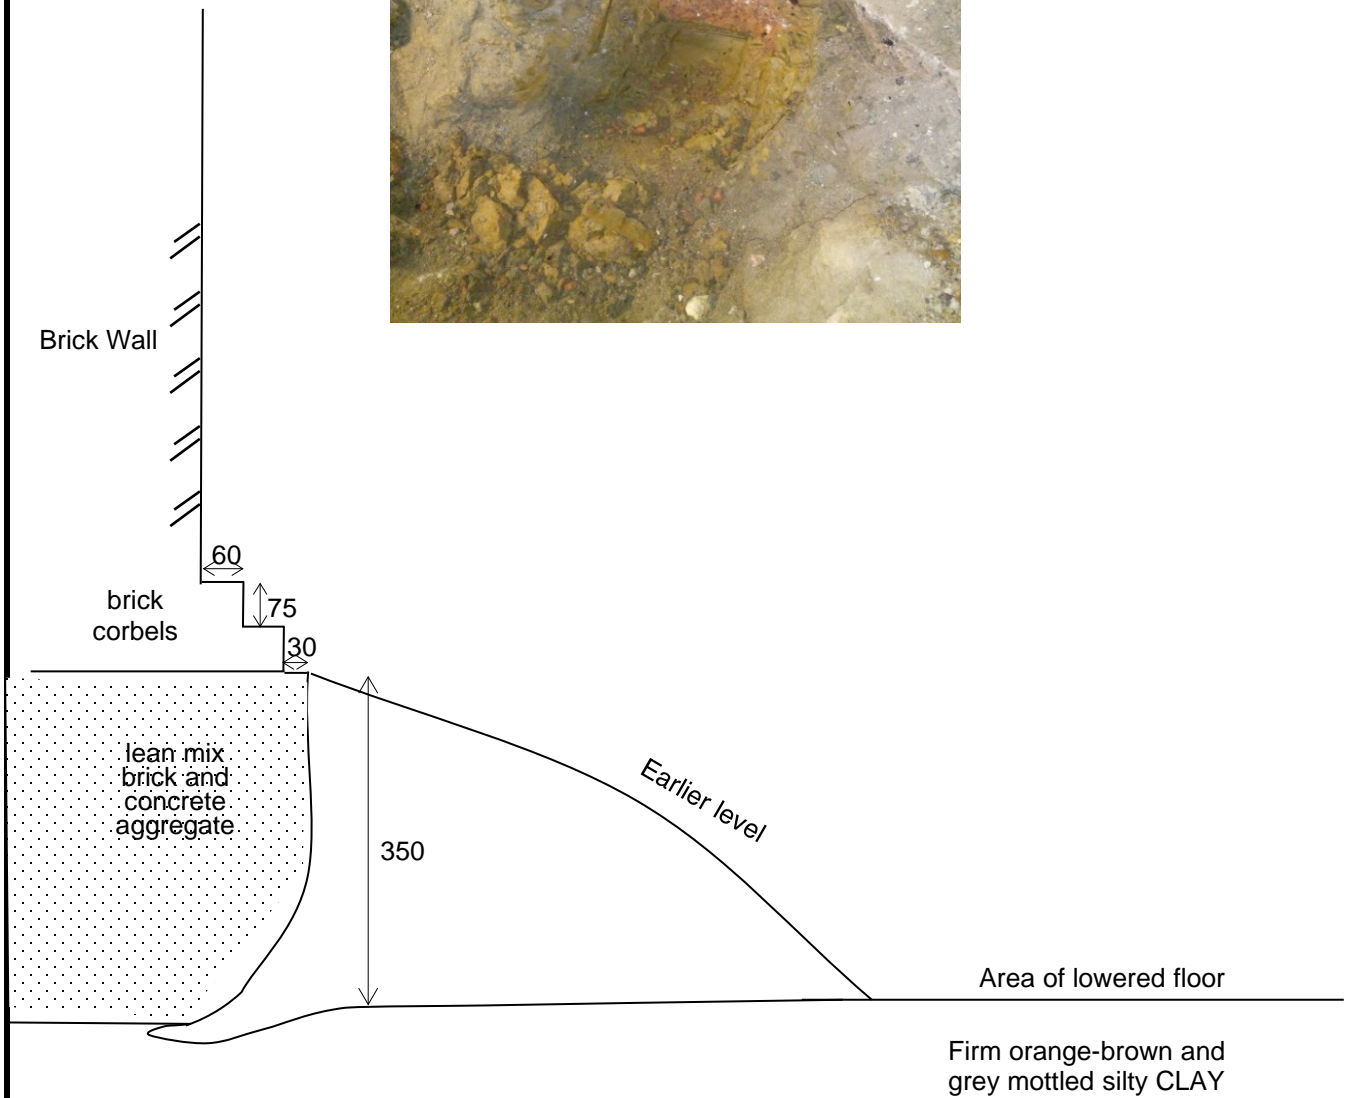 Brick Wall
60
brick
corbels
75
30
lean mix
brick and
concrete
aggregate
Earlier level
350
Area of lowered floor
Firm orange-brown and
grey mottled silty CLAY